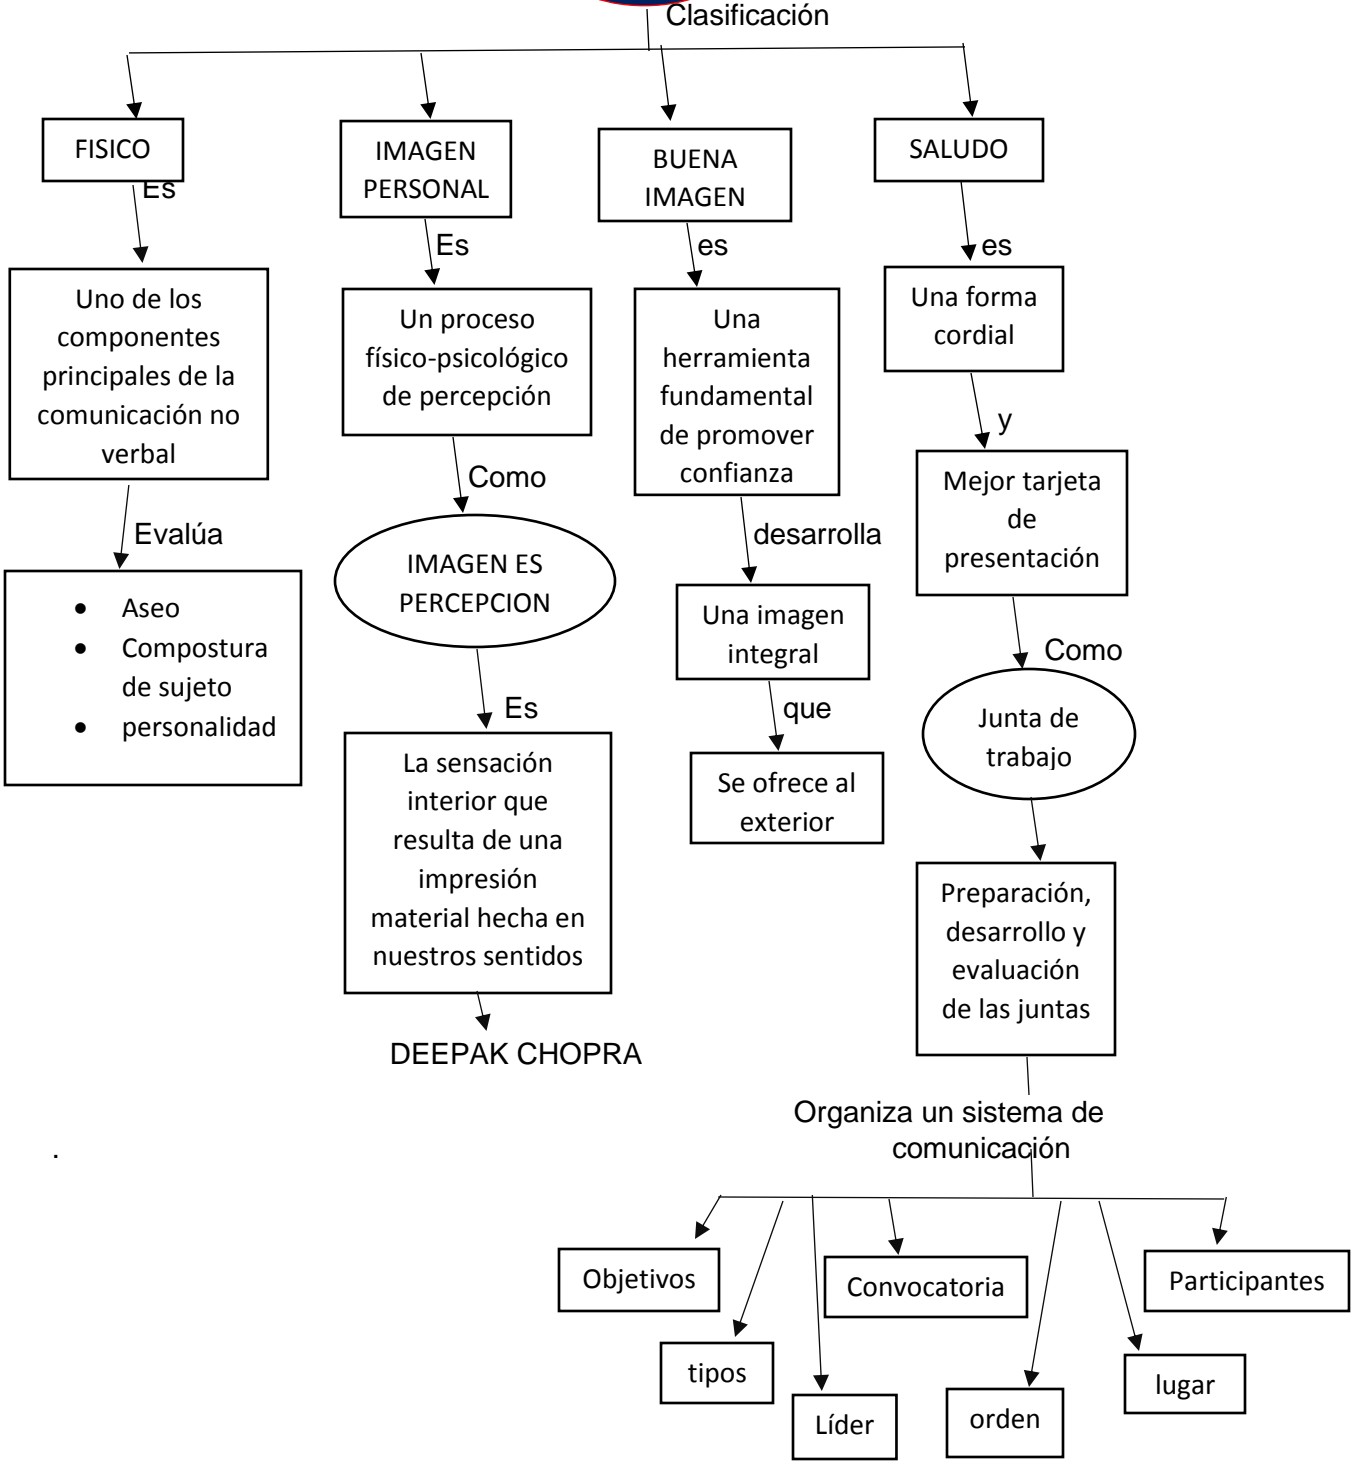 Clasificación
FISICO
Es
Uno de los
componentes
principales de la
comunicación no
verbal
Evalúa
• Aseo
• Compostura
de sujeto
• personalidad
IMAGEN
PERSONAL
Es
Un proceso
físico-psicológico
de percepción
Como
IMAGEN ES
PERCEPCION
Es
La sensación
interior que
resulta de una
impresión
material hecha en
nuestros sentidos
DEEPAK CHOPRA
BUENA
IMAGEN
es
Una
herramienta
fundamental
de promover
confianza
desarrolla
Una imagen
integral
que
Se ofrece al
exterior
SALUDO
es
Una forma
cordial
y
Mejor tarjeta
de
presentación
Como
Junta de
trabajo
Preparación,
desarrollo y
evaluación
de las juntas
Organiza un sistema de
comunicación
.
Objetivos
tipos
Líder
Convocatoria
orden
lugar
Participantes